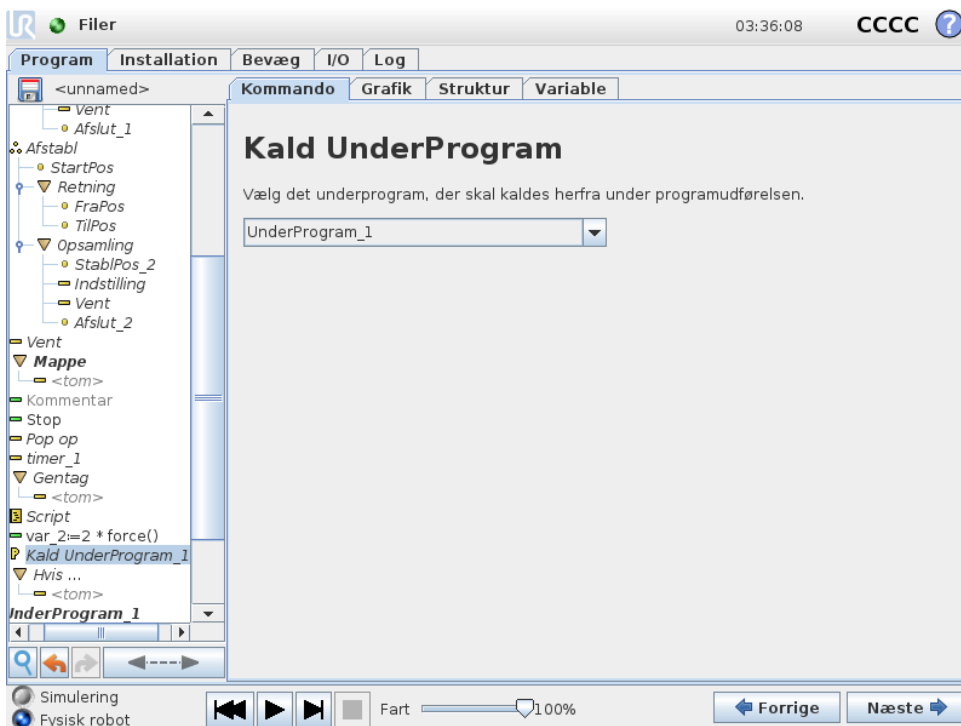 UR Filer 03:36:08 CCCC ?
Program Installation Bevæg I/O Log
<unnamed> Kommando Grafik Struktur Variable
Vent
Afslut_1
Afstabl
StartPos
Retning
FraPos
TilPos
Opsamling
StablPos_2
Indstilling
Vent
Afslut_2
Vent
Mappe
<tom>
Kommentar
Stop
Pop op
timer_1
Gentag
<tom>
Script
var_2:=2 * force()
Kald UnderProgram_1
Hvis ...
<tom>
UnderProgram_1
Kald UnderProgram
Vælg det underprogram, der skal kaldes herfra under programudførelsen.
UnderProgram_1
Simulering
Fysisk robot
Fart 100%
Forrige Næste